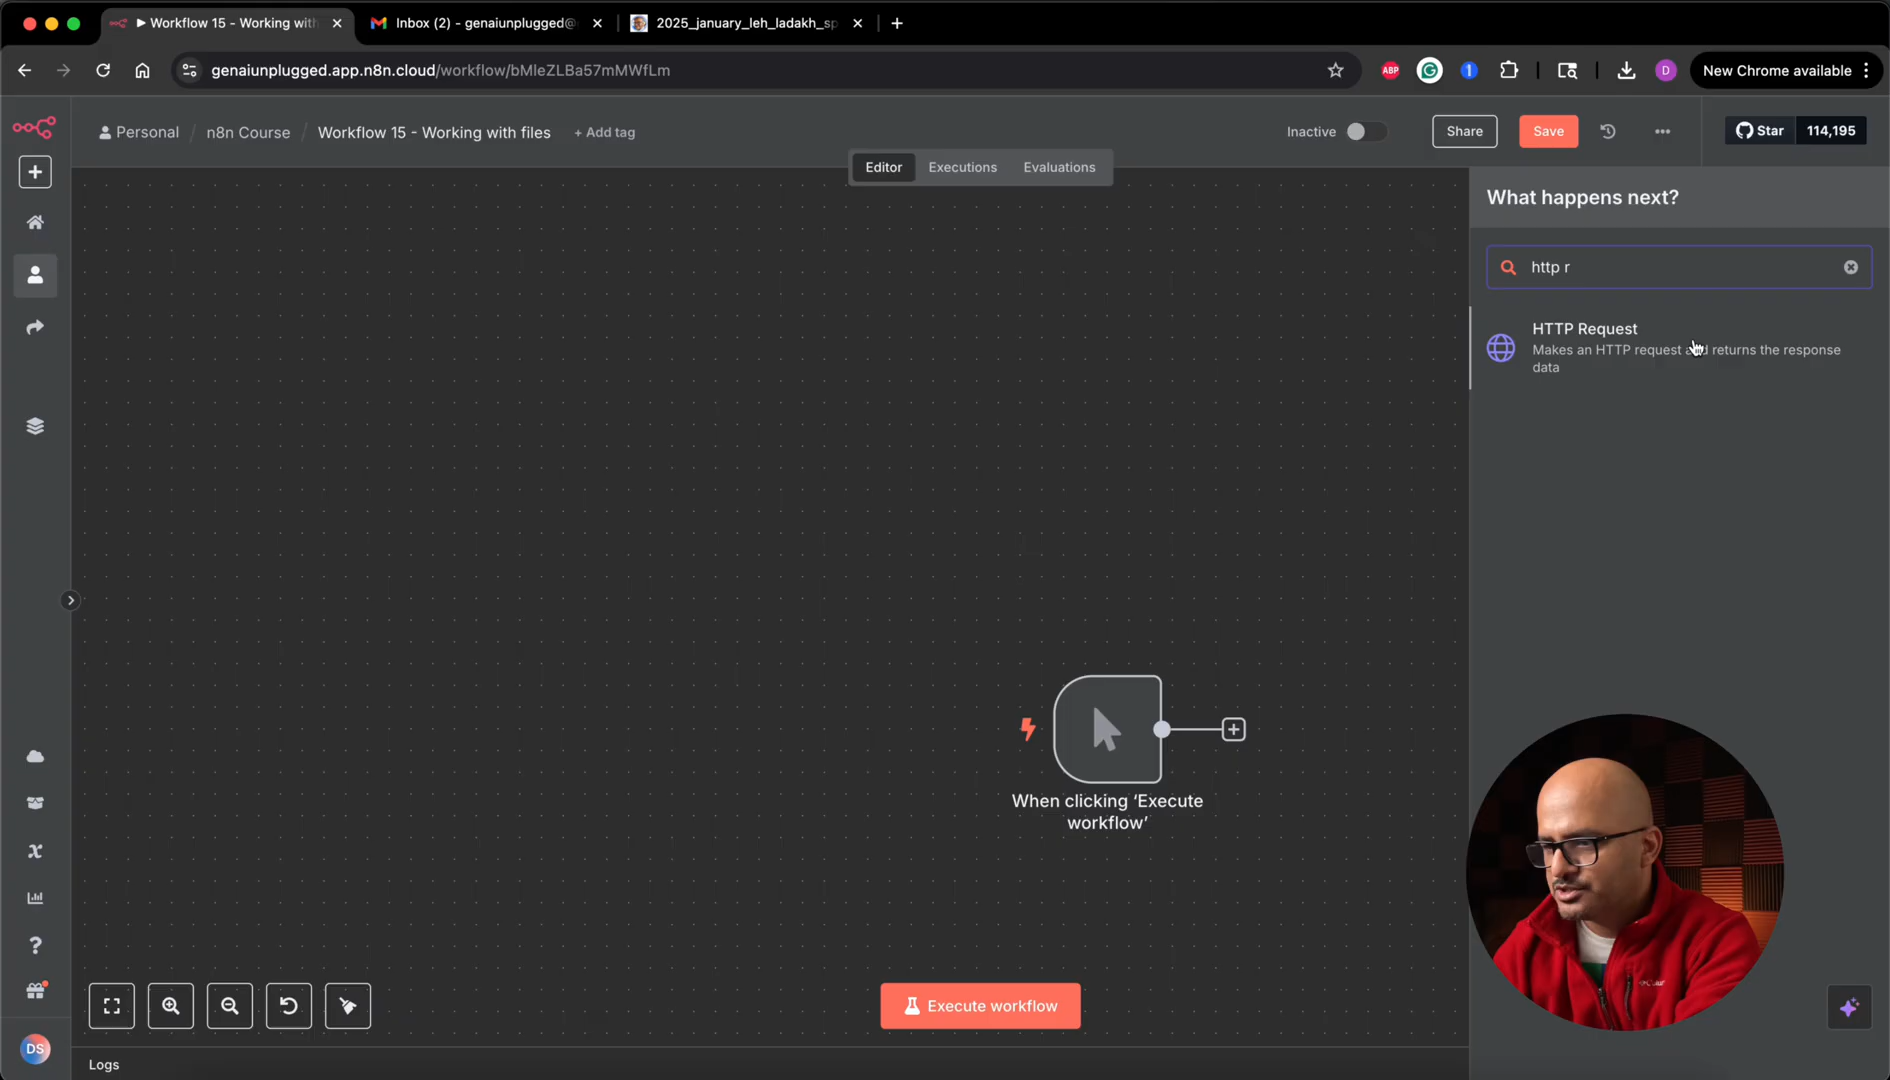 Workflow 15 - Working with
Inbox (2) - genaiunplugged@
2025_january_leh_ladakh_sp
genaiunplugged.app.n8n.cloud/workflow/bMleZLBa57mMWfLm
ABP
1
D
New Chrome available
Personal / n8n Course / Workflow 15 - Working with files + Add tag
Inactive
Share
Save
Star 114,195
Editor Executions Evaluations
What happens next?
http r
HTTP Request
Makes an HTTP request and returns the response
data
When clicking ‘Execute
workflow’
Execute workflow
DS
Logs